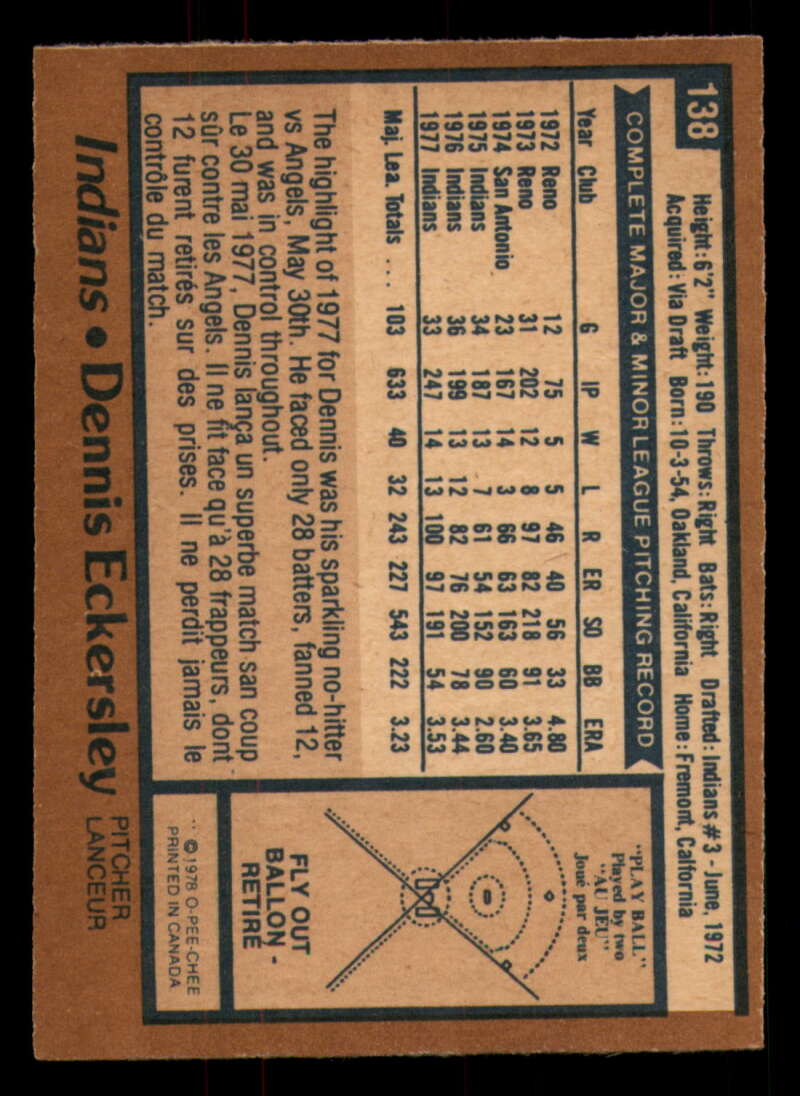 138
Height: 6'2" Weight: 190 Throws: Right Bats: Right Drafted: Indians #3 - June, 1972
Acquired: Via Draft Born: 10-3-54, Oakland, California Home: Fremont, Calfornia
COMPLETE MAJOR & MINOR LEAGUE PITCHING RECORD
Year Club G IP W L R ER SO BB ERA
1972 Reno 12 75 5 5 46 40 56 33 4.80
1973 Reno 31 202 12 8 97 82 218 91 3.65
1974 San Antonio 23 167 14 3 66 63 163 60 3.40
1975 Indians 34 187 13 7 61 54 152 90 2.60
1976 Indians 36 199 13 12 82 76 200 78 3.44
1977 Indians 33 247 14 13 100 97 191 54 3.53
Maj. Lea. Totals ... 103 633 40 32 243 227 543 222 3.23
The highlight of 1977 for Dennis was his sparkling no-hitter
vs Angels, May 30th. He faced only 28 batters, fanned 12,
and was in control throughout.
Le 30 mai 1977, Dennis lança un superbe match san coup
sûr contre les Angels. Il ne fit face qu'à 28 frappeurs, dont
12 furent retirés sur des prises. Il ne perdit jamais le
contrôle du match.
"PLAY BALL"
Played by two
"AU JEU"
Joué par deux
FLY OUT
BALLON -
RETIRÉ
** ©1978 O-PEE-CHEE
PRINTED IN CANADA
Indians • Dennis Eckersley PITCHER
LANCEUR